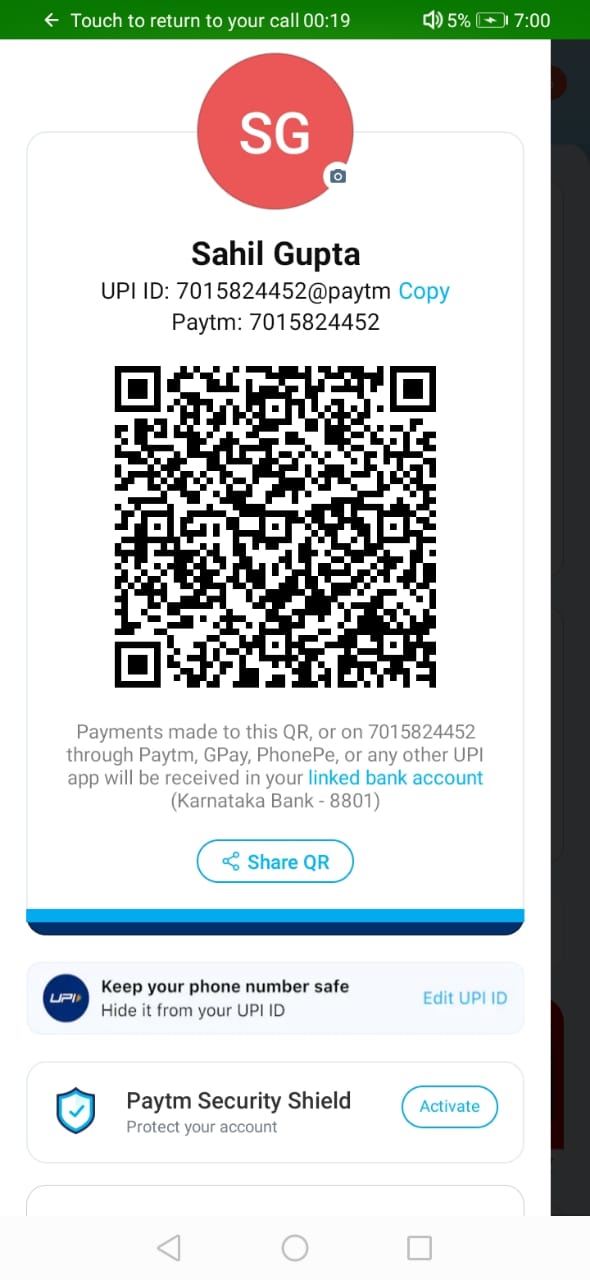 Touch to return to your call 00:19 5% 7:00
SG
Sahil Gupta
UPI ID: 7015824452@paytm Copy
Paytm: 7015824452
Payments made to this QR, or on 7015824452
through Paytm, GPay, PhonePe, or any other UPI
app will be received in your linked bank account
(Karnataka Bank - 8801)
Share QR
UPI
Keep your phone number safe
Hide it from your UPI ID
Edit UPI ID
Paytm Security Shield
Protect your account
Activate